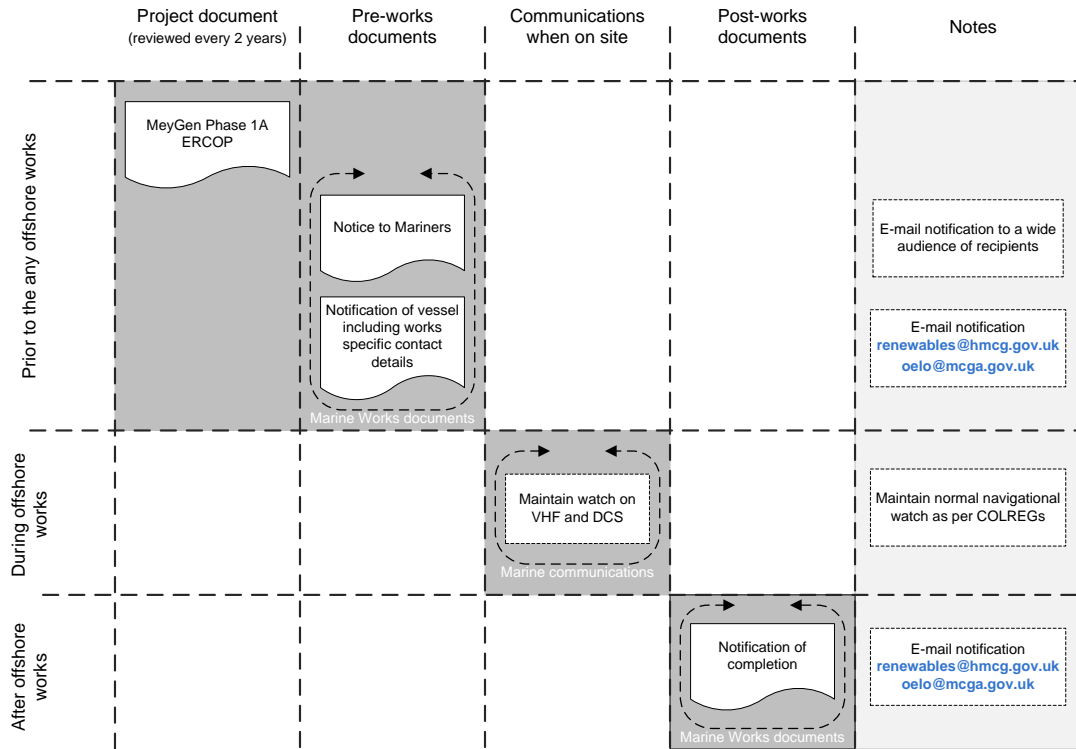 Project document
(reviewed every 2 years)
Pre-works
documents
Communications
when on site
Post-works
documents
Notes
Prior to the any offshore works
MeyGen Phase 1A
ERCOP
Notice to Mariners
Notification of vessel
including works
specific contact
details
Marine Works documents
E-mail notification to a wide
audience of recipients
E-mail notification
renewables@hmcg.gov.uk
oelo@mcga.gov.uk
During offshore
works
Maintain watch on
VHF and DCS
Marine communications
Maintain normal navigational
watch as per COLREGs
After offshore
works
Notification of
completion
Marine Works documents
E-mail notification
renewables@hmcg.gov.uk
oelo@mcga.gov.uk